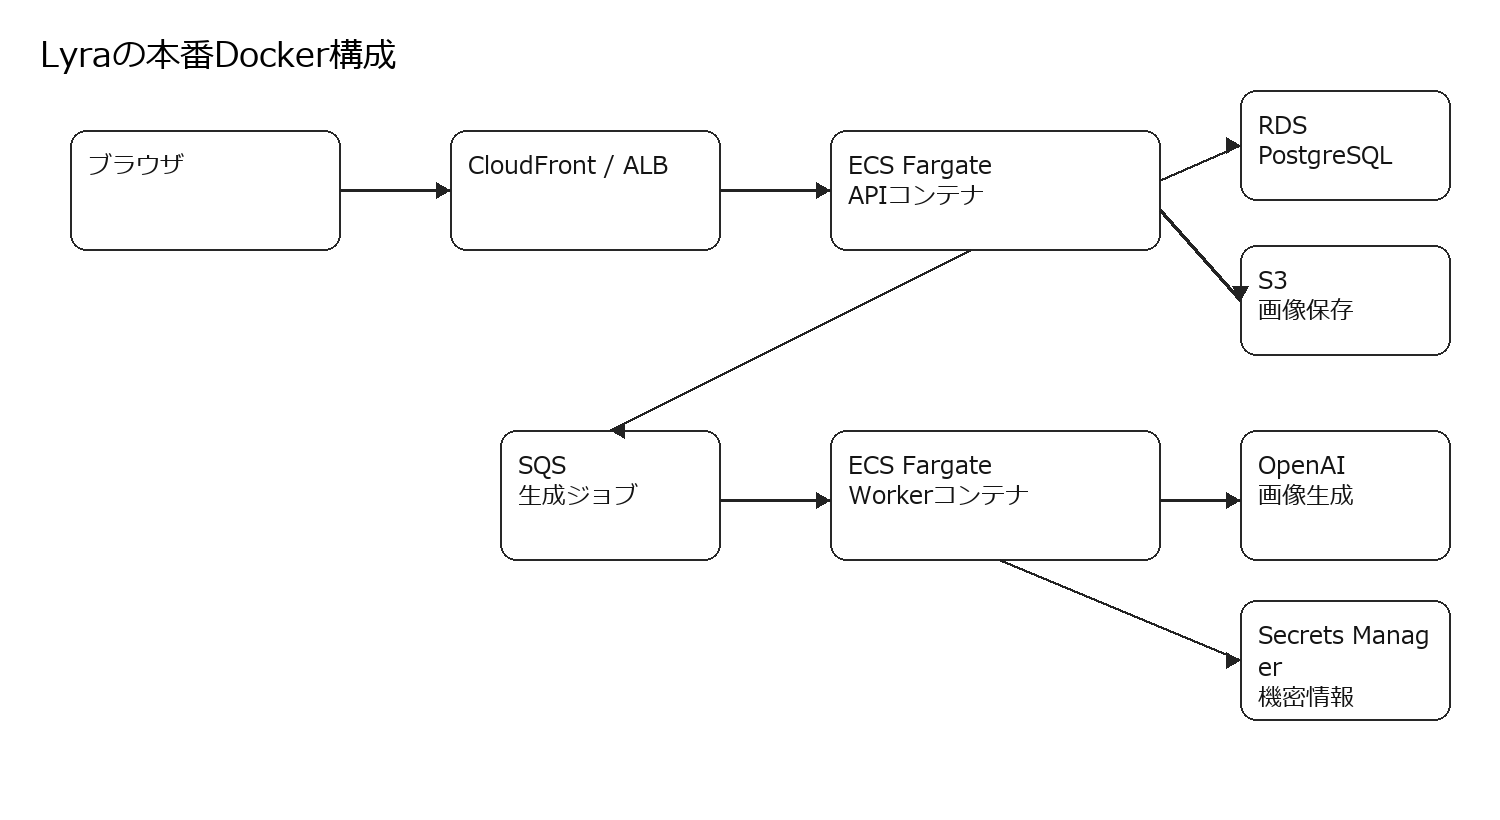 Lyraの本番Docker構成
ブラウザ
CloudFront / ALB
ECS Fargate
APIコンテナ
RDS
PostgreSQL
S3
画像保存
SQS
生成ジョブ
ECS Fargate
Workerコンテナ
OpenAI
画像生成
Secrets Manag
er
機密情報